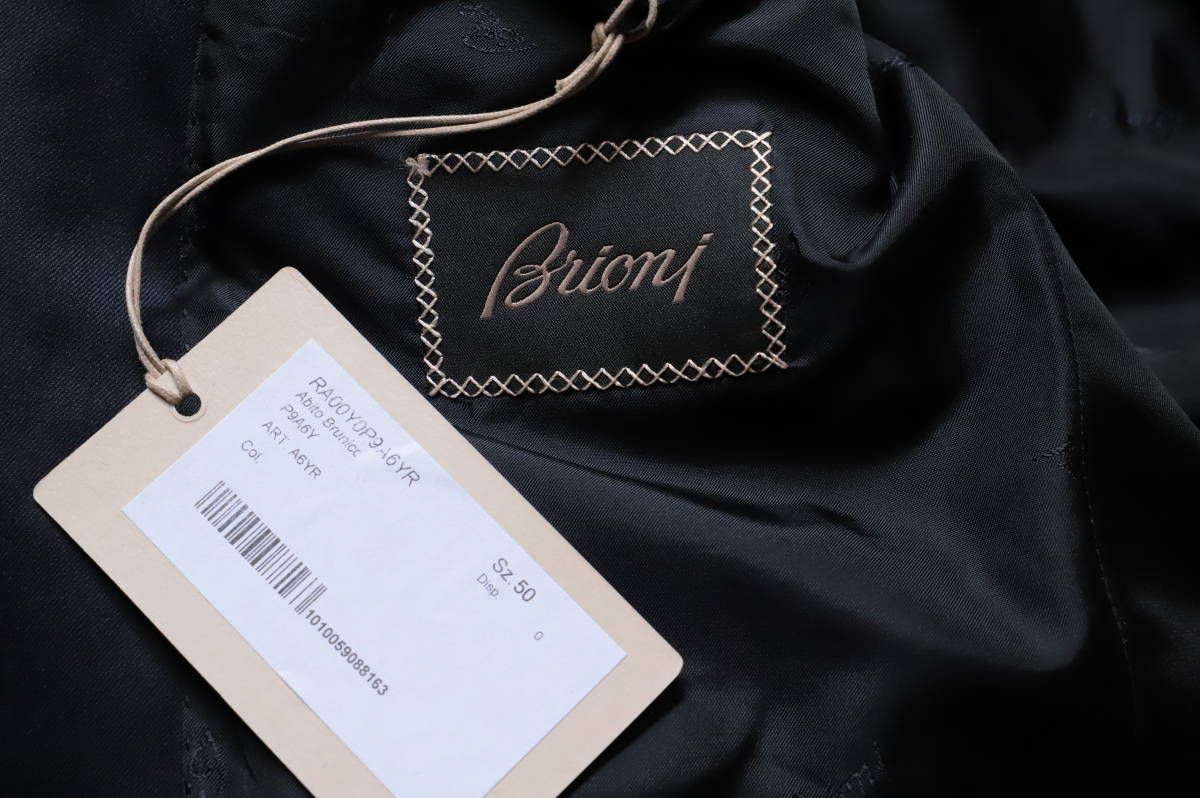 Brioni
RA00Y0P9A6YR
Abito Brunico
P9A6Y
ART A6YR
Col.
Sz. 50
Disp.
0
1010059088163